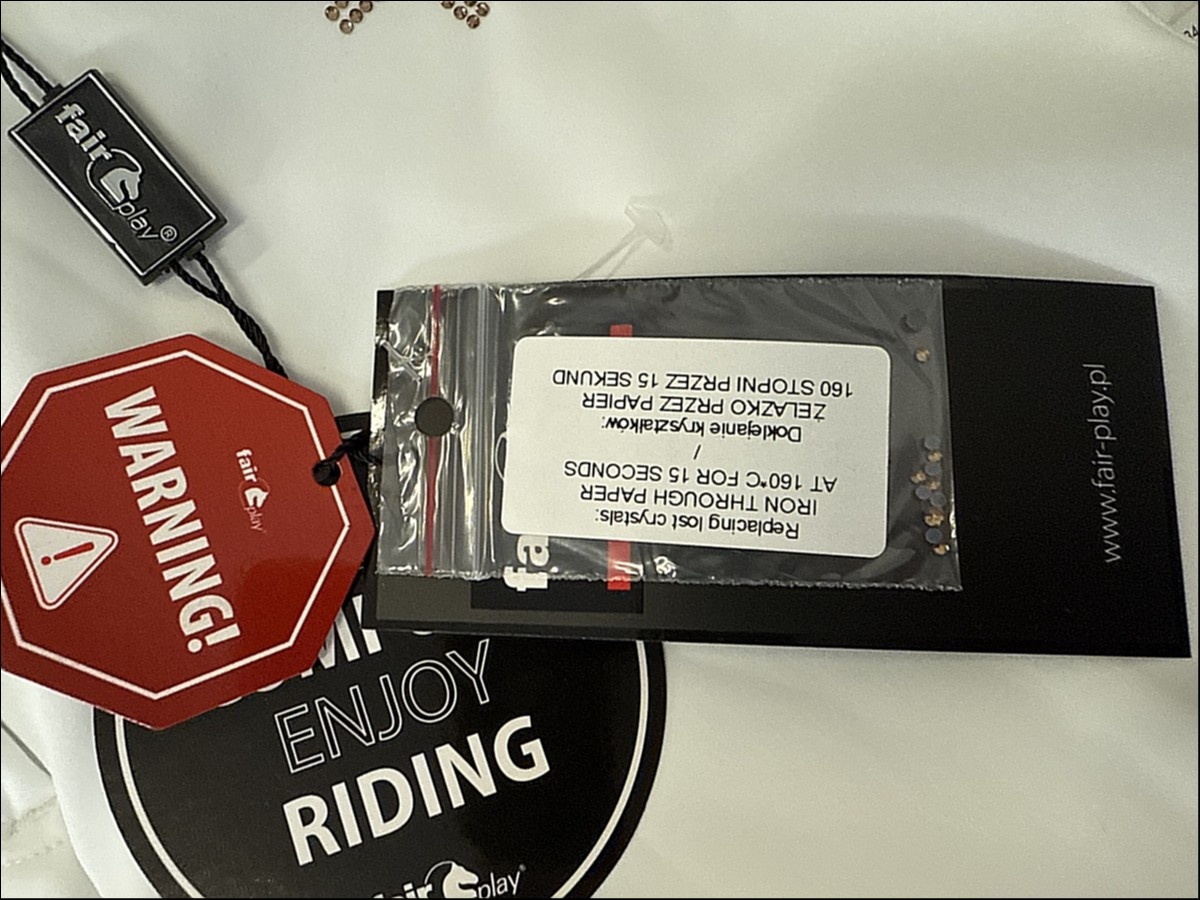 fair play®
WARNING!
fair play
Replacing lost crystals:
IRON THROUGH PAPER
AT 160°C FOR 15 SECONDS
/
Doklejanie kryształków:
ŻELAZKO PRZEZ PAPIER
160 STOPNI PRZEZ 15 SEKUND
fa
www.fair-play.pl
ENJOY
RIDING
fair play®